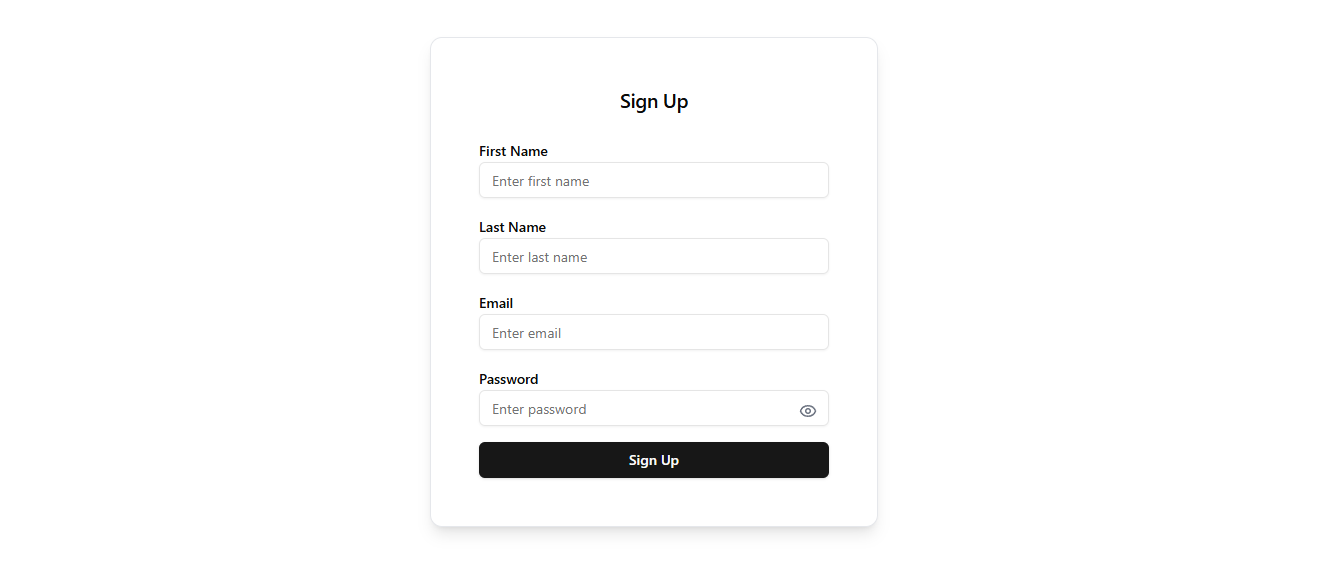 Sign Up
First Name
Enter first name
Last Name
Enter last name
Email
Enter email
Password
Enter password
Sign Up